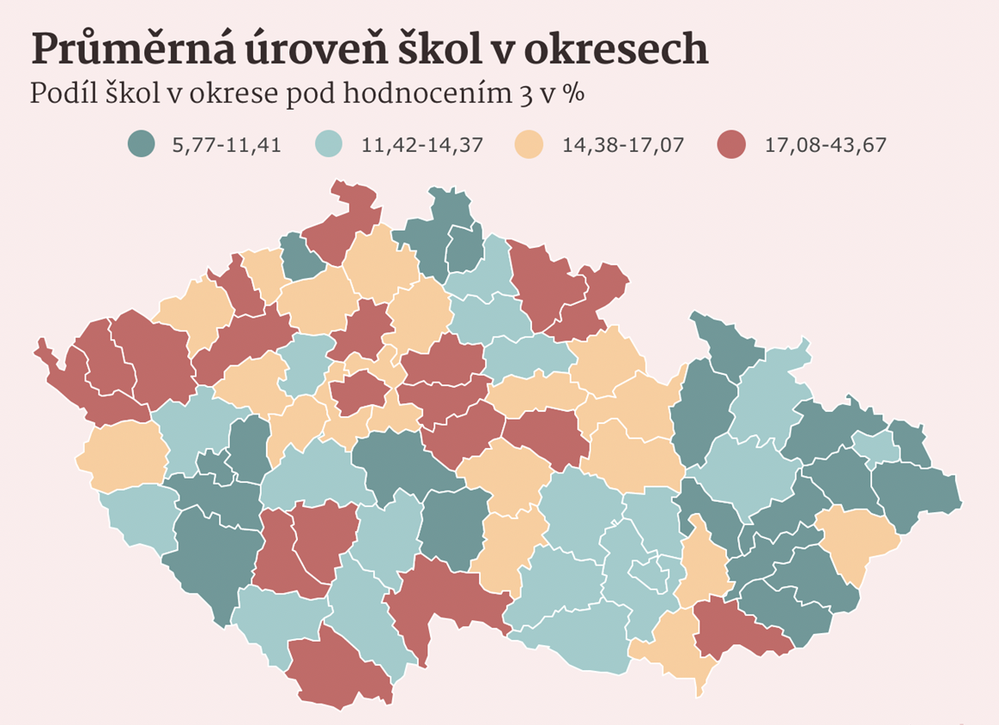 Průměrná úroveň škol v okresech
Podíl škol v okrese pod hodnocením 3 v %
5,77-11,41 11,42-14,37 14,38-17,07 17,08-43,67